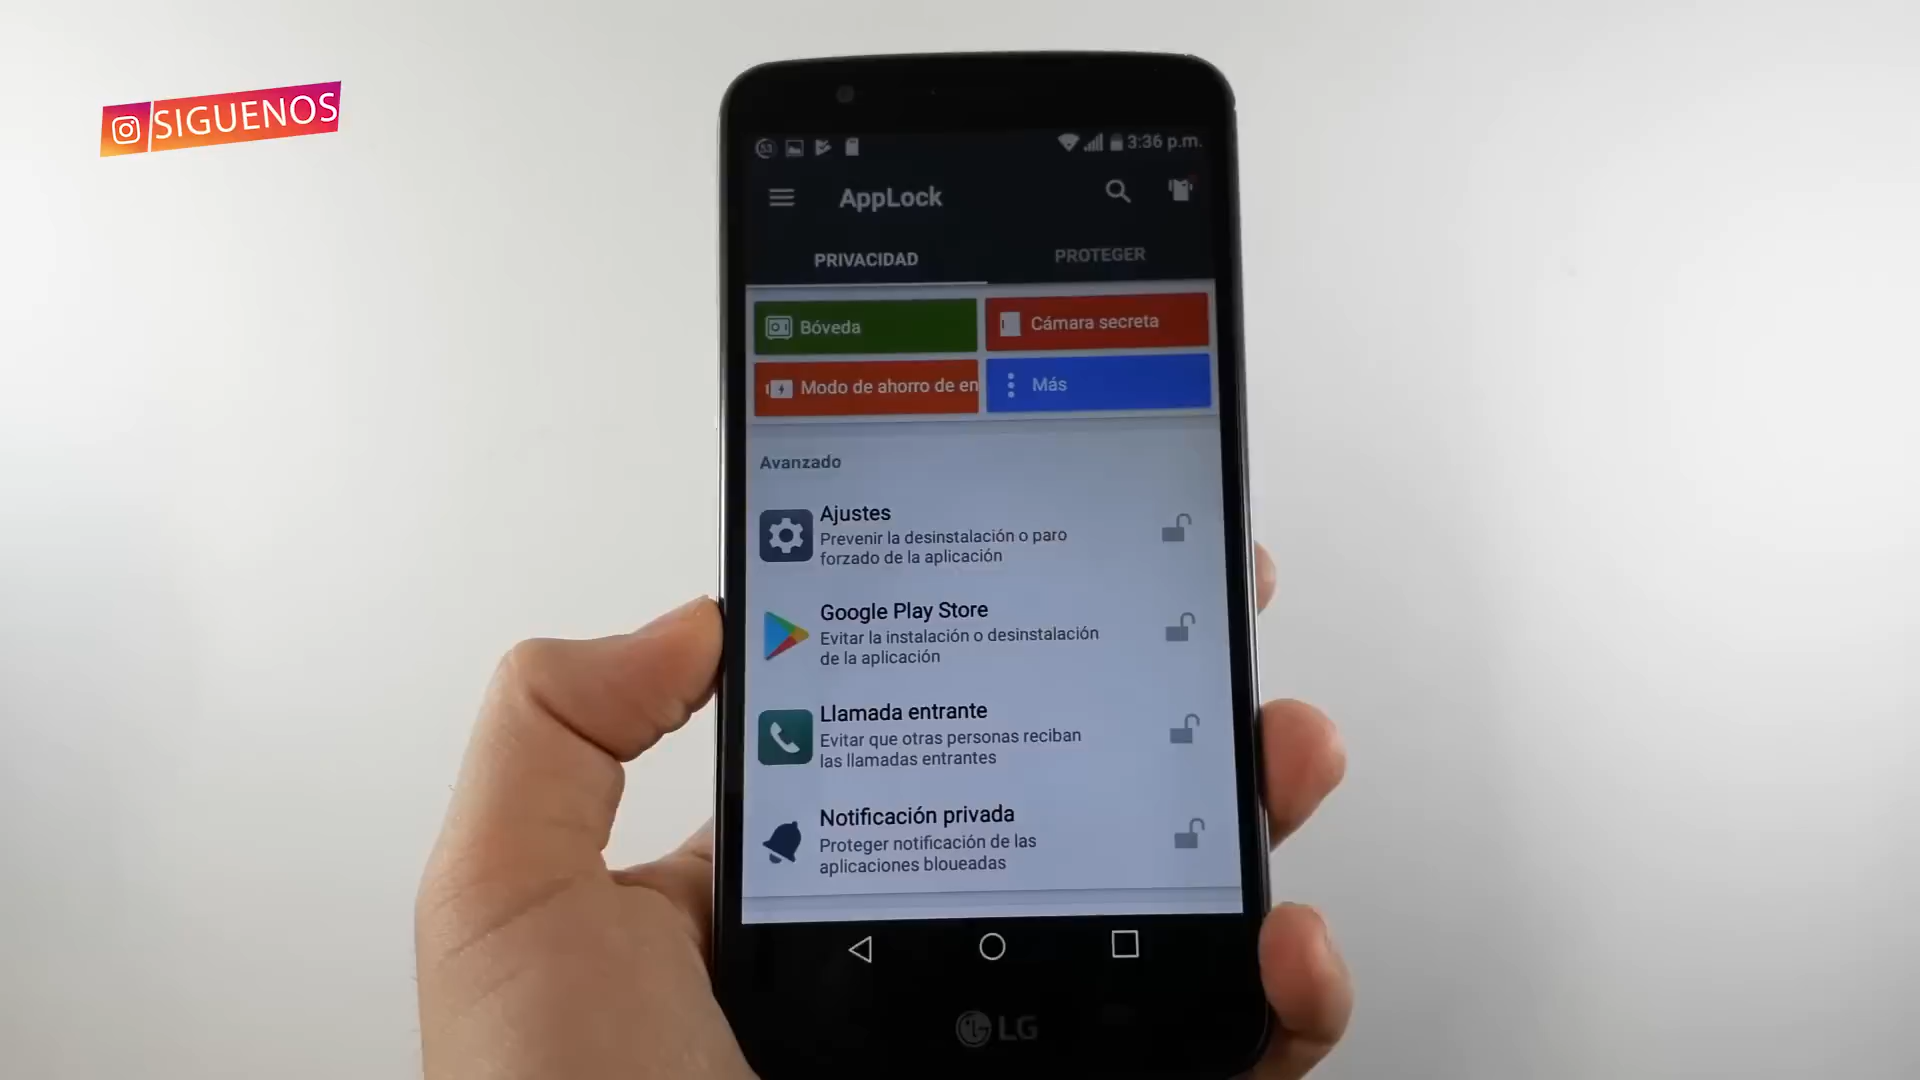 SIGUENOS
53
3:36 p.m.
AppLock
PRIVACIDAD
PROTEGER
Bóveda
Cámara secreta
Modo de ahorro de en
Más
Avanzado
Ajustes
Prevenir la desinstalación o paro
forzado de la aplicación
Google Play Store
Evitar la instalación o desinstalación
de la aplicación
Llamada entrante
Evitar que otras personas reciban
las llamadas entrantes
Notificación privada
Proteger notificación de las
aplicaciones bloueadas
LG